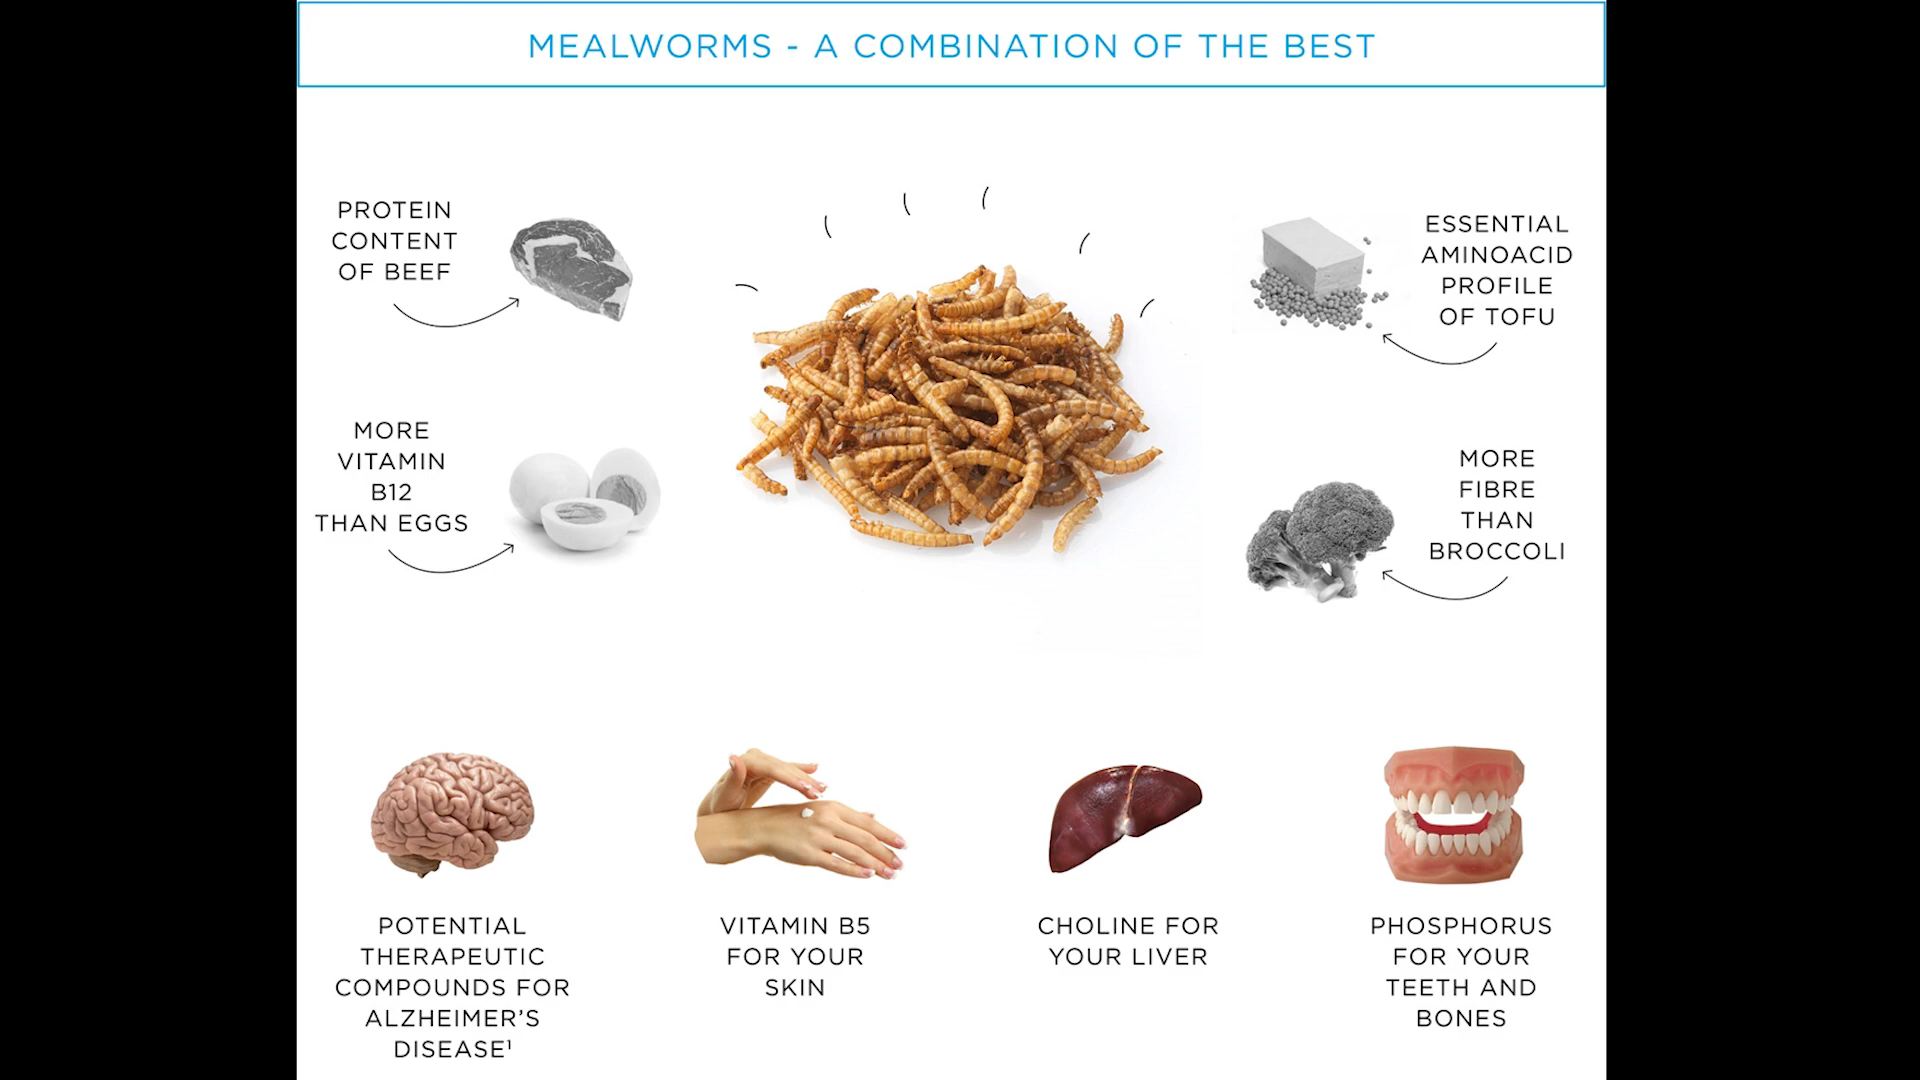 MEALWORMS - A COMBINATION OF THE BEST
PROTEIN
CONTENT
OF BEEF
ESSENTIAL
AMINOACID
PROFILE
OF TOFU
MORE
VITAMIN
B12
THAN EGGS
MORE
FIBRE
THAN
BROCCOLI
POTENTIAL
THERAPEUTIC
COMPOUNDS FOR
ALZHEIMER'S
DISEASE¹
VITAMIN B5
FOR YOUR
SKIN
CHOLINE FOR
YOUR LIVER
PHOSPHORUS
FOR YOUR
TEETH AND
BONES